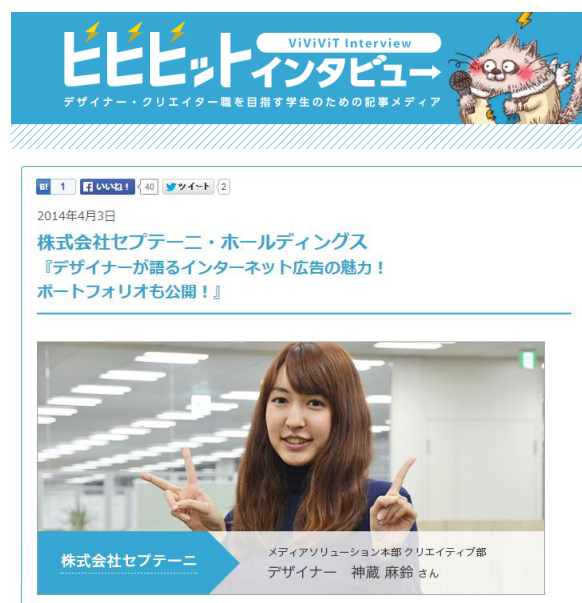 ViViViT Interview
ビビビットインタビュー
デザイナー・クリエイター職を目指す学生のための記事メディア
B! 1 いいね！ 40 ツイート 2
2014年4月3日
株式会社セプテーニ・ホールディングス
『デザイナーが語るインターネット広告の魅力！
ポートフォリオも公開！』
株式会社セプテーニ
メディアソリューション本部 クリエイティブ部
デザイナー 神蔵 麻鈴 さん